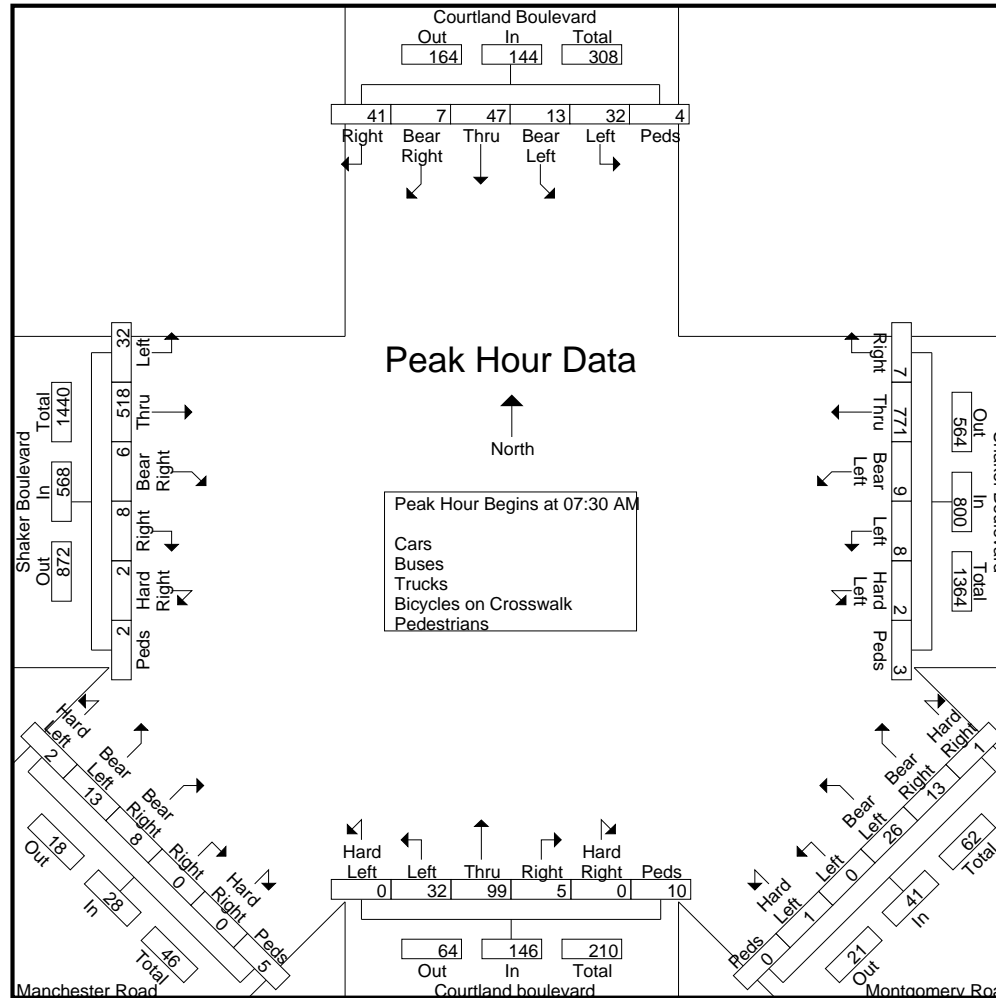 Courtland Boulevard
Out In Total
164 144 308
41 7 47 13 32 4
Right Bear Right Thru Bear Left Left Peds
Shaker Boulevard
Total In Out
1440 568 872
32 518 6 8 2 2
Left Thru Bear Right Right Hard Right Peds
Peak Hour Data
North
Peak Hour Begins at 07:30 AM
Cars
Buses
Trucks
Bicycles on Crosswalk
Pedestrians
Right Thru Bear Left Left Hard Left Peds
7 771 9 8 2 3
Out In Total
564 800 1364
Hard Left Bear Left Bear Right Right Hard Right Peds
2 13 8 0 0 5
Out In Total
18 28 46
Manchester Road
Hard Left Left Thru Right Hard Right Peds
0 32 99 5 0 10
64 146 210
Out In Total
Courtland boulevard
Hard Right Bear Right Bear Left Left Hard Left Peds
1 13 26 0 1 0
Total In Out
62 41 21
Montgomery Roa